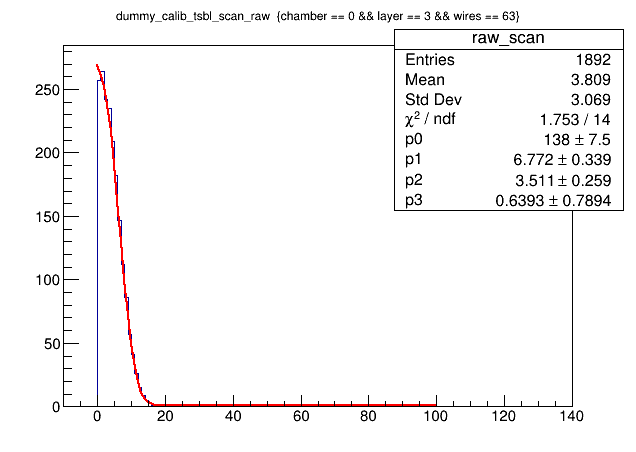 dummy_calib_tsbl_scan_raw {chamber == 0 && layer == 3 && wires == 63}
raw_scan
Entries 1892
Mean 3.809
Std Dev 3.069
χ² / ndf 1.753 / 14
p0 138 ± 7.5
p1 6.772 ± 0.339
p2 3.511 ± 0.259
p3 0.6393 ± 0.7894
250
200
150
100
50
0
0 20 40 60 80 100 120 140